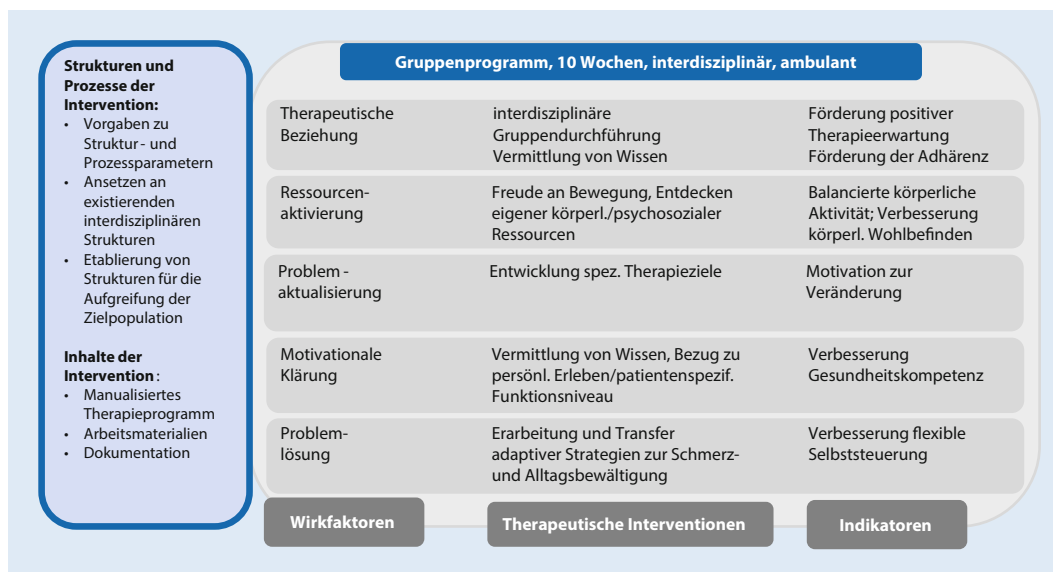 Strukturen und
Prozesse der
Intervention:
• Vorgaben zu
Struktur- und
Prozessparametern
• Ansetzen an
existierenden
interdisziplinären
Strukturen
• Etablierung von
Strukturen für die
Aufgreifung der
Zielpopulation
Inhalte der
Intervention:
• Manualisiertes
Therapieprogramm
• Arbeitsmaterialien
• Dokumentation
Gruppenprogramm, 10 Wochen, interdisziplinär, ambulant
Therapeutische
Beziehung
interdisziplinäre
Gruppendurchführung
Vermittlung von Wissen
Förderung positiver
Therapieerwartung
Förderung der Adhärenz
Ressourcen-
aktivierung
Freude an Bewegung, Entdecken
eigener körperl./psychosozialer
Ressourcen
Balancierte körperliche
Aktivität; Verbesserung
körperl. Wohlbefinden
Problem -
aktualisierung
Entwicklung spez. Therapieziele
Motivation zur
Veränderung
Motivationale
Klärung
Vermittlung von Wissen, Bezug zu
persönl. Erleben/patientenspezif.
Funktionsniveau
Verbesserung
Gesundheitskompetenz
Problem-
lösung
Erarbeitung und Transfer
adaptiver Strategien zur Schmerz-
und Alltagsbewältigung
Verbesserung flexible
Selbststeuerung
Wirkfaktoren
Therapeutische Interventionen
Indikatoren